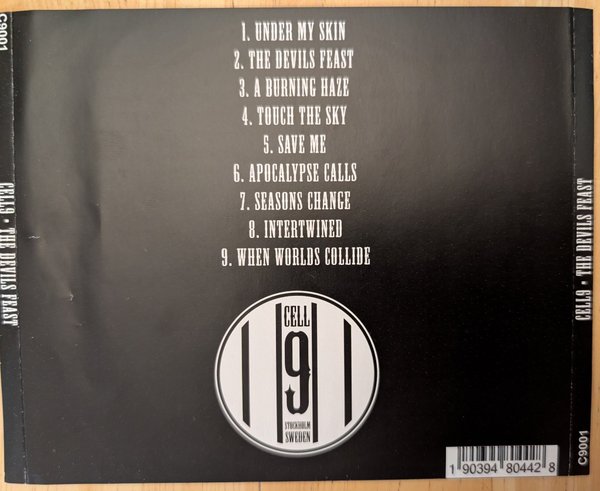 C9001
1. UNDER MY SKIN
2. THE DEVILS FEAST
3. A BURNING HAZE
4. TOUCH THE SKY
5. SAVE ME
6. APOCALYPSE CALLS
7. SEASONS CHANGE
8. INTERTWINED
9. WHEN WORLDS COLLIDE
CELL9 • THE DEVILS FEAST
CELL9 • THE DEVILS FEAST
CELL
9
STOCKHOLM
SWEDEN
1 90394 80442 8
C9001